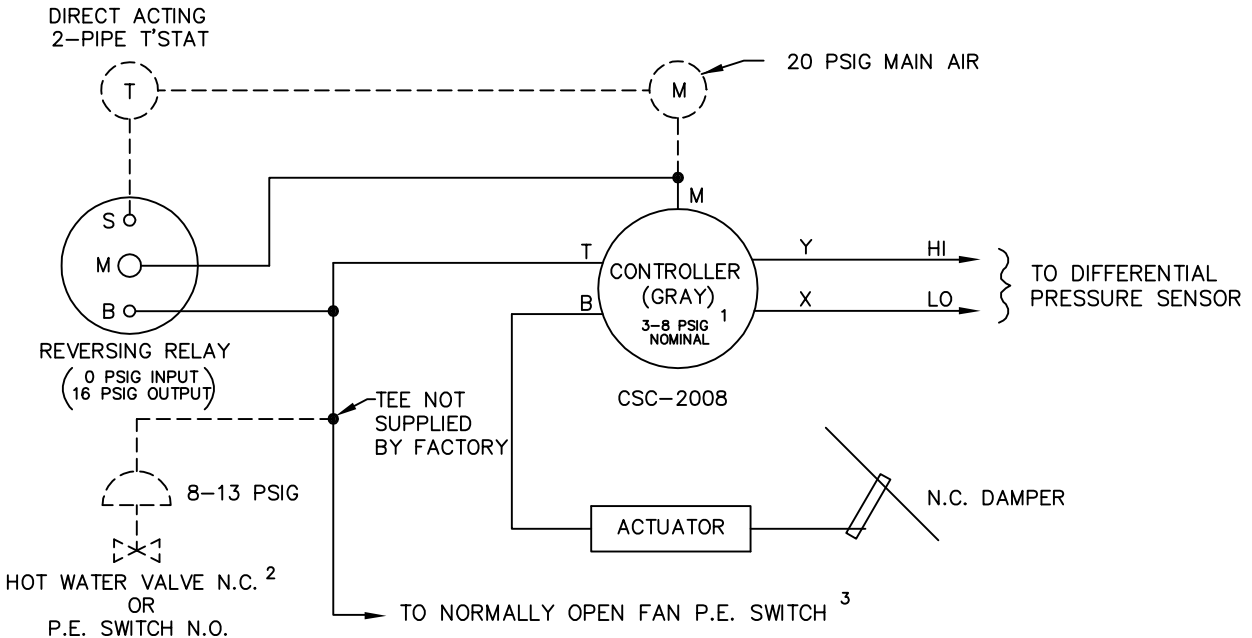 DIRECT ACTING
2-PIPE T'STAT
T
M
20 PSIG MAIN AIR
S
M
B
REVERSING RELAY
( 0 PSIG INPUT
16 PSIG OUTPUT)
M
T
B
CONTROLLER
(GRAY)
3-8 PSIG 1
NOMINAL
CSC-2008
Y
HI
X
LO
TO DIFFERENTIAL
PRESSURE SENSOR
TEE NOT
SUPPLIED
BY FACTORY
8-13 PSIG
HOT WATER VALVE N.C. 2
OR
P.E. SWITCH N.O.
ACTUATOR
N.C. DAMPER
TO NORMALLY OPEN FAN P.E. SWITCH 3